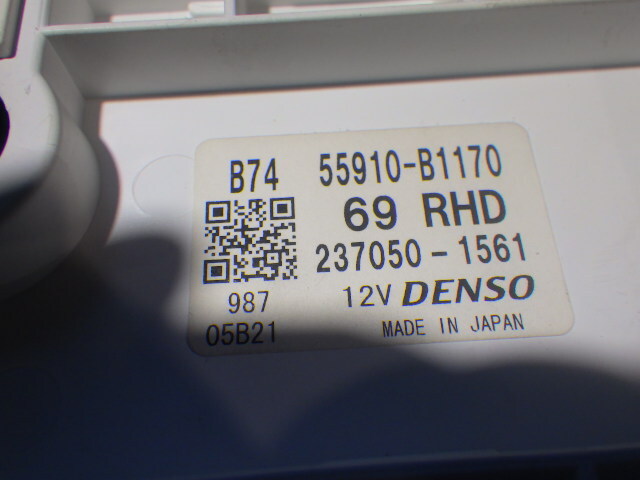 B74 55910-B1170
69 RHD
237050-1561
987 12V DENSO
05B21 MADE IN JAPAN